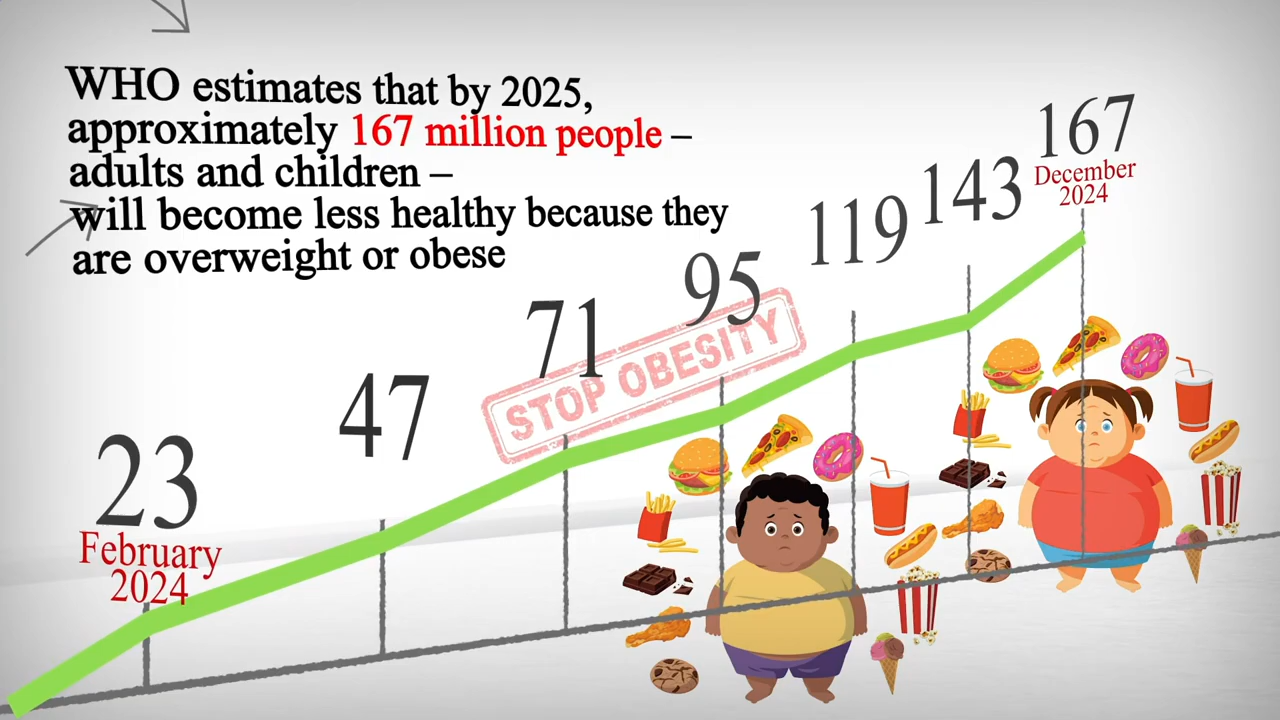 WHO estimates that by 2025,
approximately 167 million people –
adults and children –
will become less healthy because they
are overweight or obese
23
February
2024
47
71
95
119
143
167
December
2024
STOP OBESITY